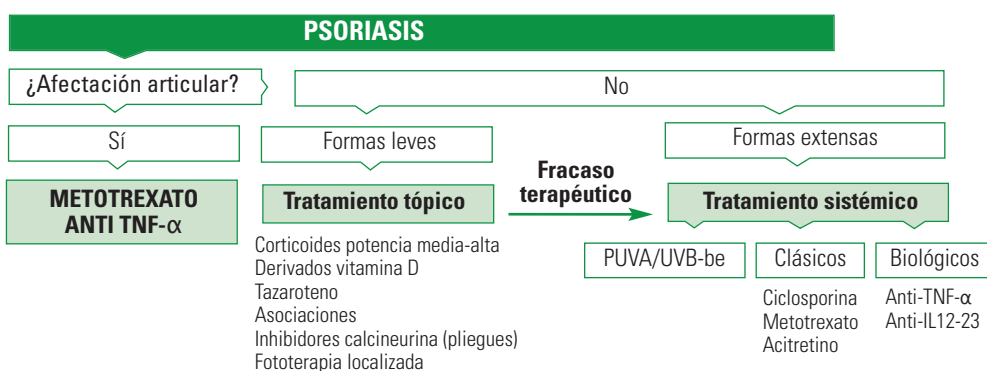 PSORIASIS
¿Afectación articular?
No
Sí
Formas leves
Formas extensas
METOTREXATO
ANTI TNF-α
Tratamiento tópico
Fracaso
terapéutico
Tratamiento sistémico
Corticoides potencia media-alta
Derivados vitamina D
Tazaroteno
Asociaciones
Inhibidores calcineurina (pliegues)
Fototerapia localizada
PUVA/UVB-be
Clásicos
Biológicos
Ciclosporina
Metotrexato
Acitretino
Anti-TNF-α
Anti-IL12-23